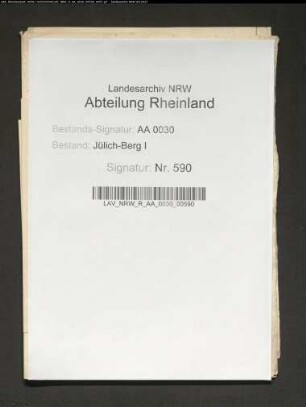 Landesarchiv NRW
Abteilung Rheinland
Bestands-Signatur: AA 0030
Bestand: Jülich-Berg I
Signatur: Nr. 590
LAV_NRW_R_AA_0030_00590